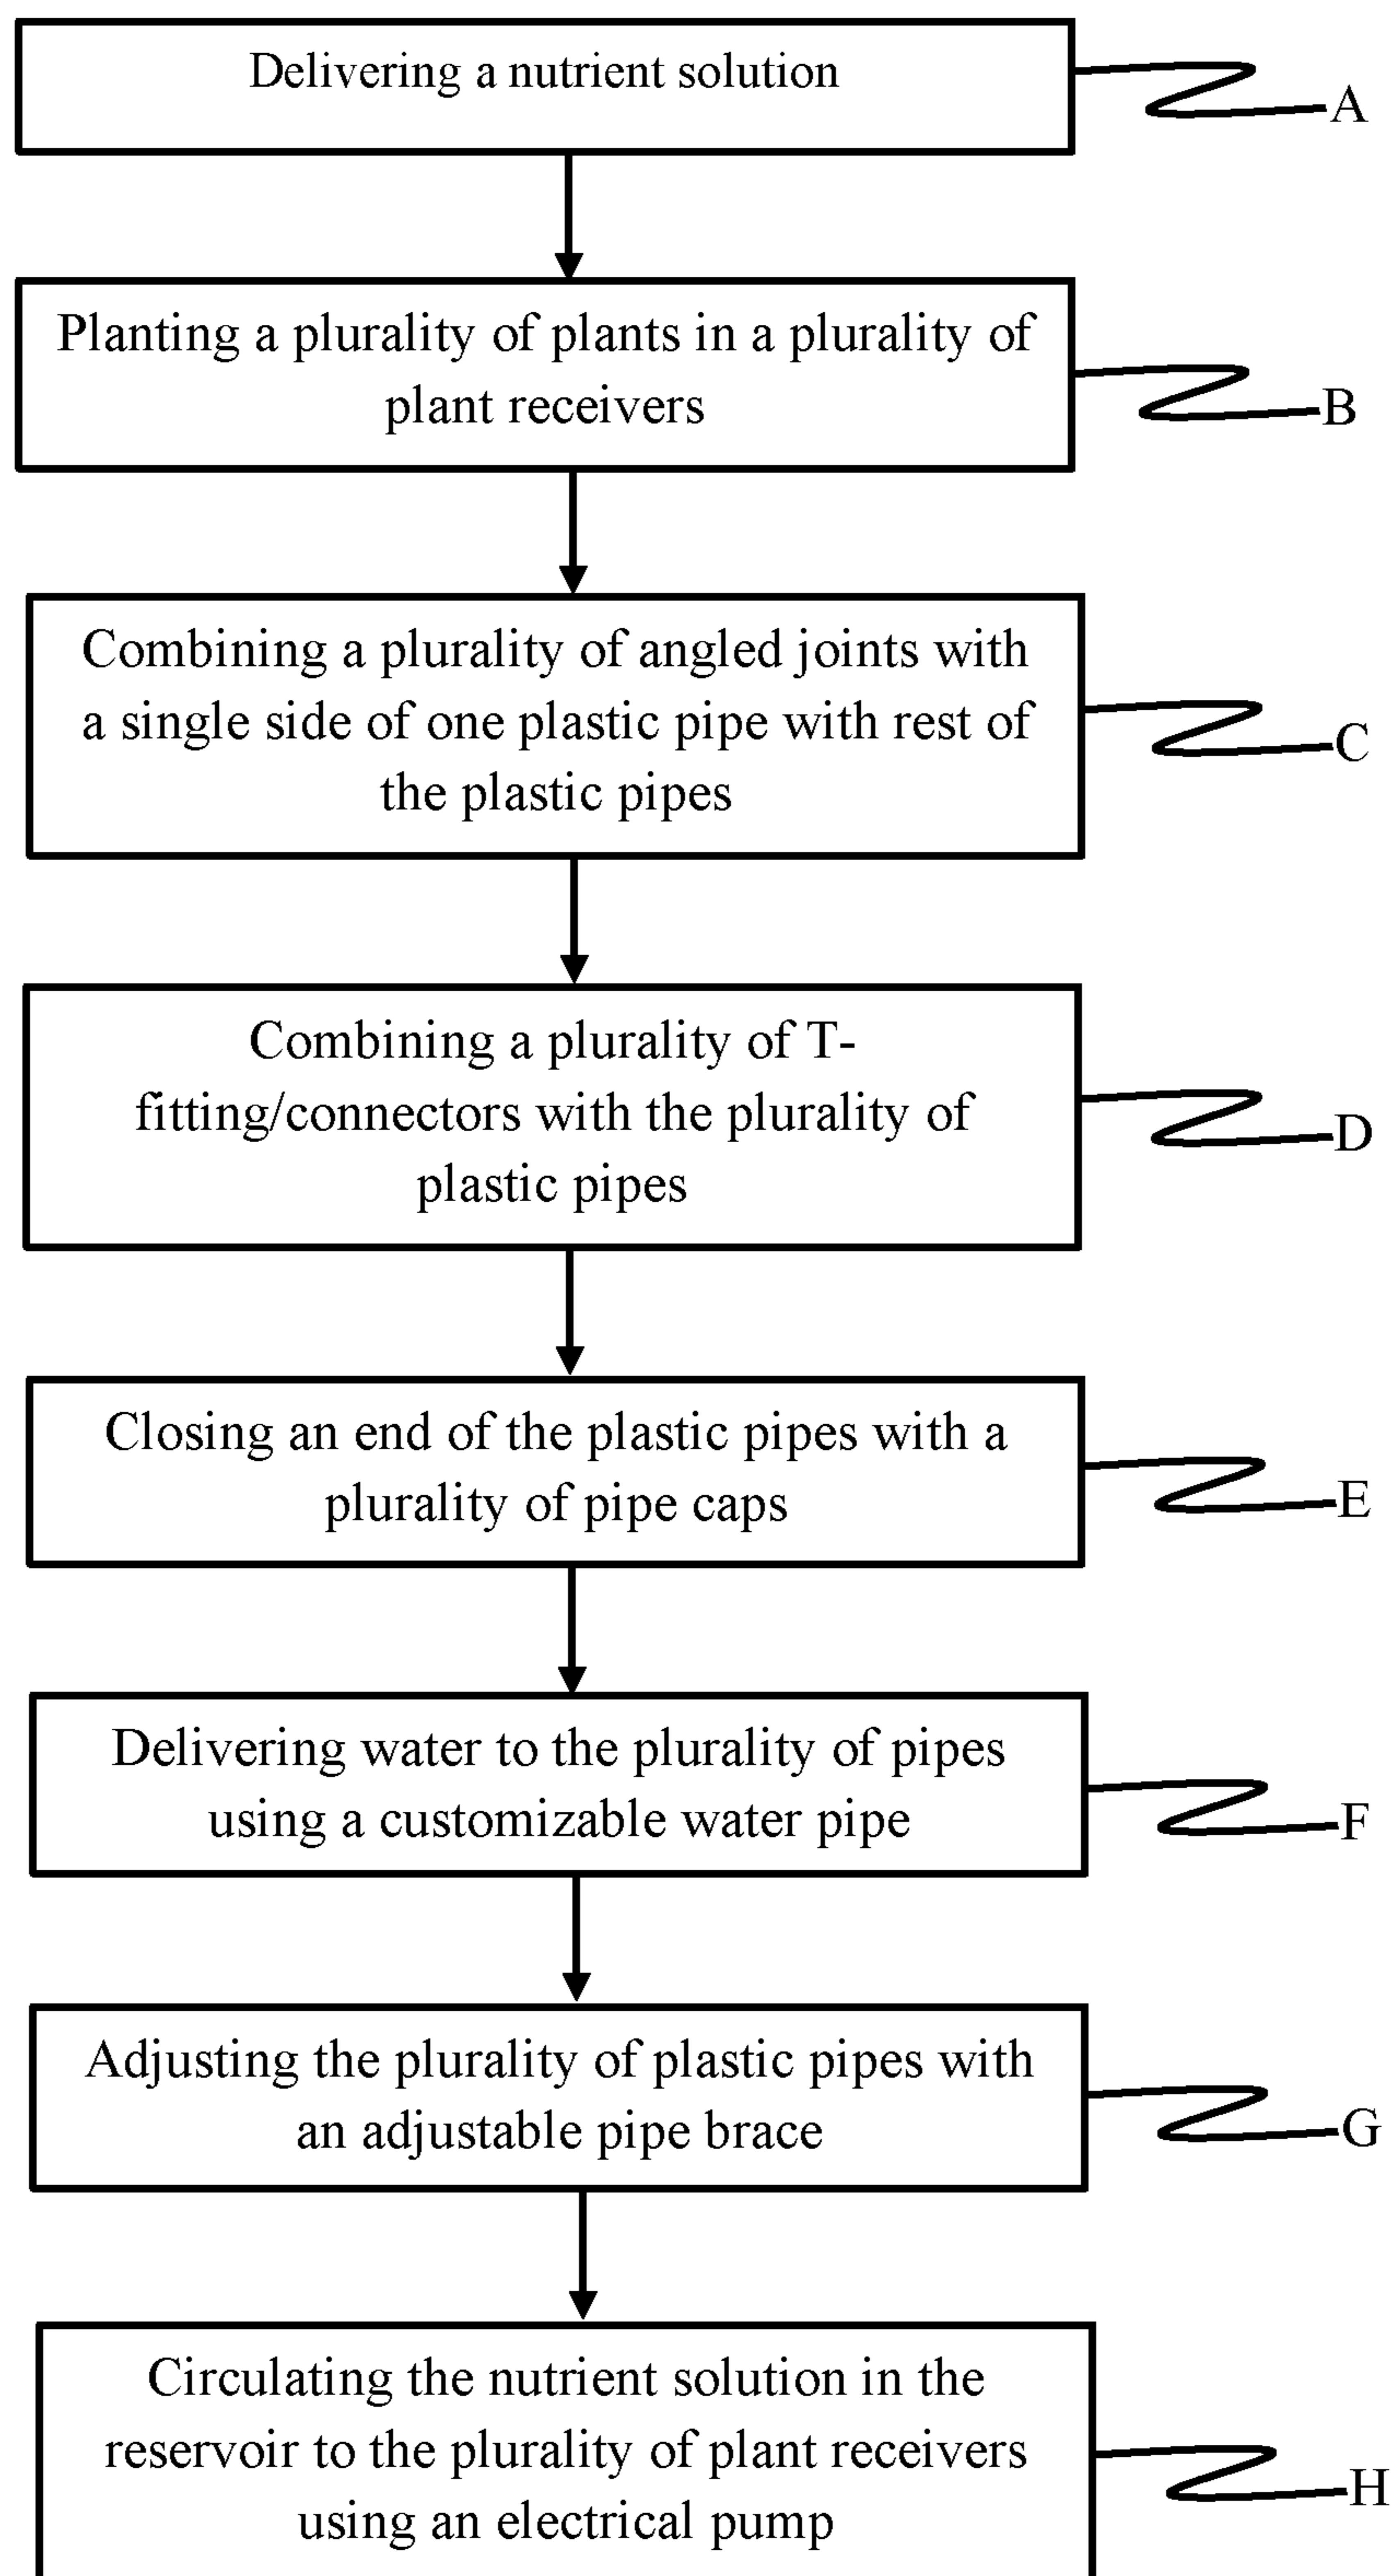 Delivering a nutrient solution
A
Planting a plurality of plants in a plurality of
plant receivers
B
Combining a plurality of angled joints with
a single side of one plastic pipe with rest of
the plastic pipes
C
Combining a plurality of T-
fitting/connectors with the plurality of
plastic pipes
D
Closing an end of the plastic pipes with a
plurality of pipe caps
E
Delivering water to the plurality of pipes
using a customizable water pipe
F
Adjusting the plurality of plastic pipes with
an adjustable pipe brace
G
Circulating the nutrient solution in the
reservoir to the plurality of plant receivers
using an electrical pump
H